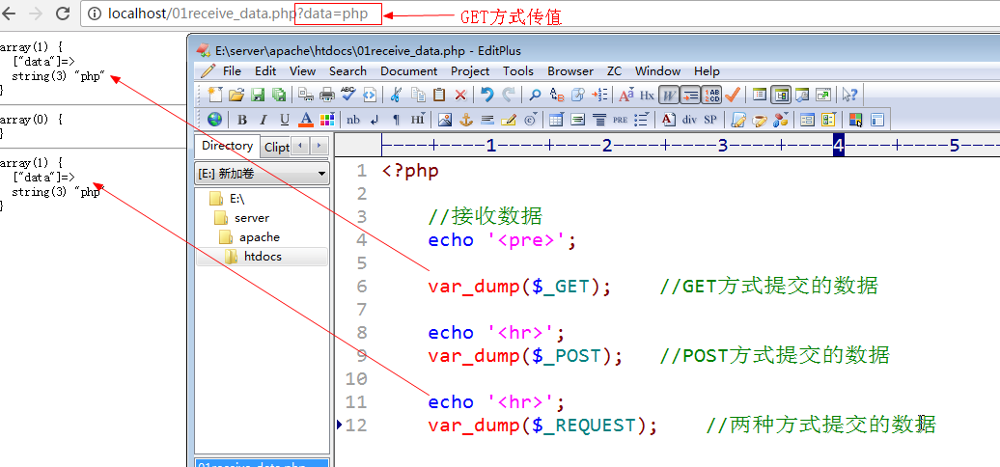 localhost/01receive_data.php?data=php
GET方式传值
array(1) {
["data"]=>
string(3) "php"
}
array(0) {
}
array(1) {
["data"]=>
string(3) "php"
}
E:\server\apache\htdocs\01receive_data.php - EditPlus
File Edit View Search Document Project Tools Browser ZC Window Help
B I U A nb ¶ HI PRE A div SP
Directory Clipt
[E:] 新加卷
E:\
server
apache
htdocs
01receive_data.php
----+----1----+----2----+----3----+----4----+----5
1 <?php
2
3 //接收数据
4 echo '<pre>';
5
6 var_dump($_GET); //GET方式提交的数据
7
8 echo '<hr>';
9 var_dump($_POST); //POST方式提交的数据
10
11 echo '<hr>';
12 var_dump($_REQUEST); //两种方式提交的数据